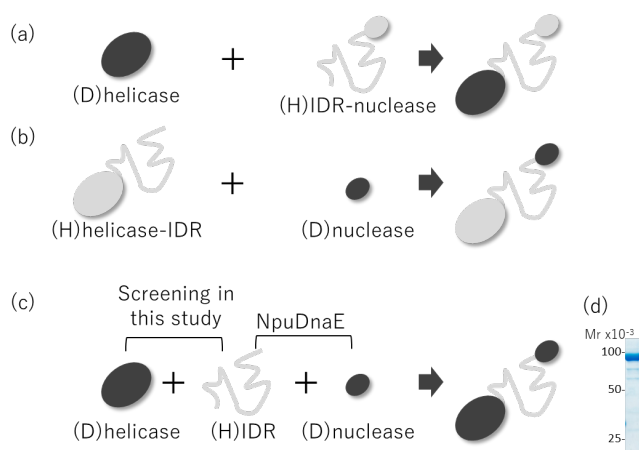 (a)
+
(D)helicase
(H)IDR-nuclease
(b)
+
(H)helicase-IDR
(D)nuclease
(c)
Screening in
this study
NpuDnaE
+
+
(D)helicase
(H)IDR
(D)nuclease
(d)
Mr x10-3
100-
50-
25-